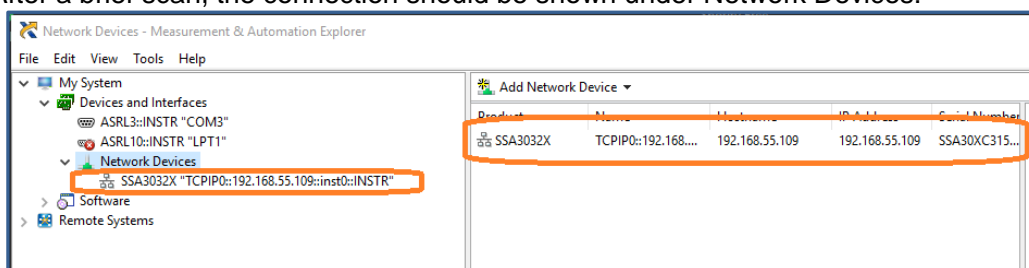 After a brief scan, the connection should be shown under Network Devices.
Network Devices - Measurement & Automation Explorer
File Edit View Tools Help
My System
Devices and Interfaces
ASRL3::INSTR "COM3"
ASRL10::INSTR "LPT1"
Network Devices
SSA3032X "TCPIP0::192.168.55.109::inst0::INSTR"
Software
Remote Systems
Add Network Device
Product Name Hostname IP Address Serial Number
SSA3032X TCPIP0::192.168.... 192.168.55.109 192.168.55.109 SSA30XC315...